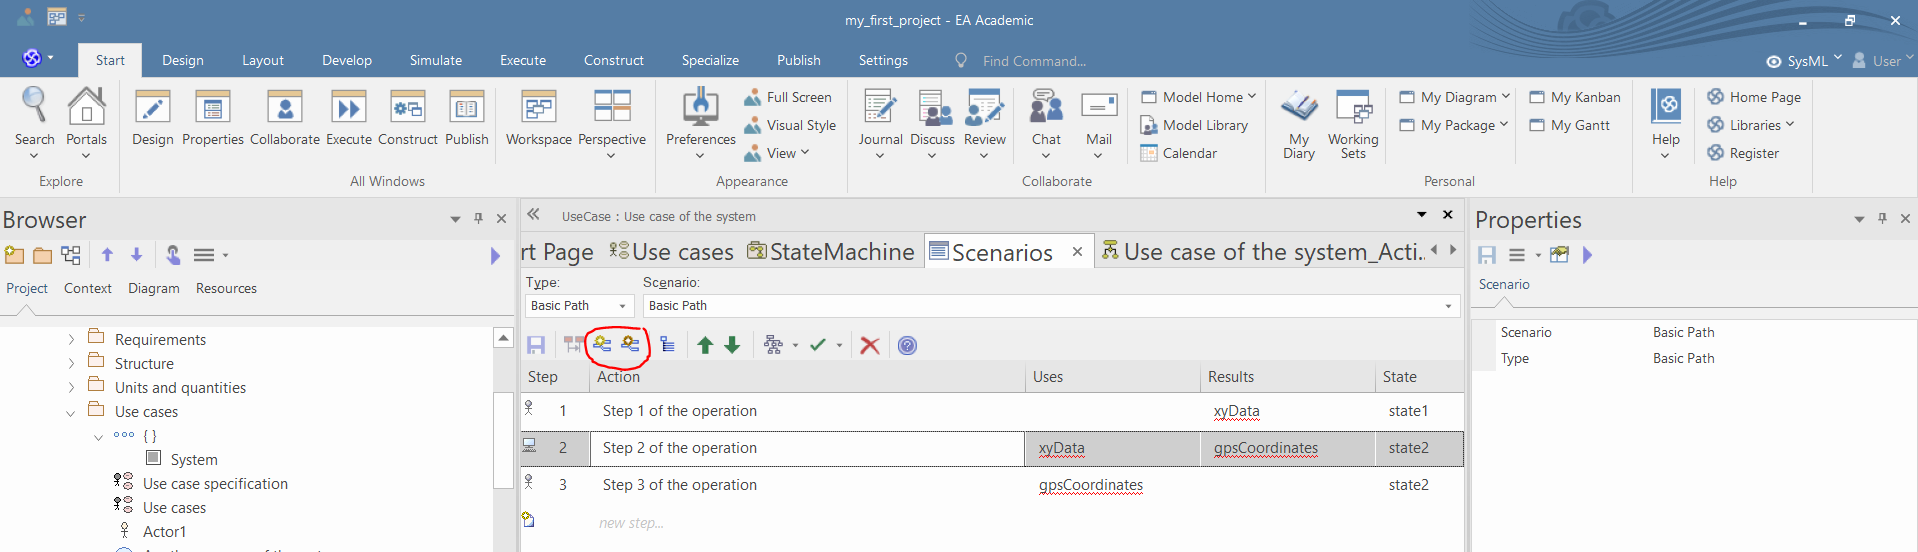 my_first_project - EA Academic
Start Design Layout Develop Simulate Execute Construct Specialize Publish Settings Find Command... SysML User
Search Portals Design Properties Collaborate Execute Construct Publish Workspace Perspective Preferences Full Screen Visual Style View Journal Discuss Review Chat Mail Model Home Model Library Calendar My Diary Working Sets My Diagram My Package My Kanban My Gantt Help Home Page Libraries Register
Explore All Windows Appearance Collaborate Personal Help
Browser
UseCase : Use case of the system
Properties
rt Page Use cases StateMachine Scenarios Use case of the system_Acti..
Project Context Diagram Resources
Type: Scenario:
Scenario
Basic Path Basic Path
Requirements
Structure
Units and quantities
Use cases
{ }
System
Use case specification
Use cases
Actor1
Step Action Uses Results State
1 Step 1 of the operation xyData state1
2 Step 2 of the operation xyData gpsCoordinates state2
3 Step 3 of the operation gpsCoordinates state2
new step...
Scenario Basic Path
Type Basic Path